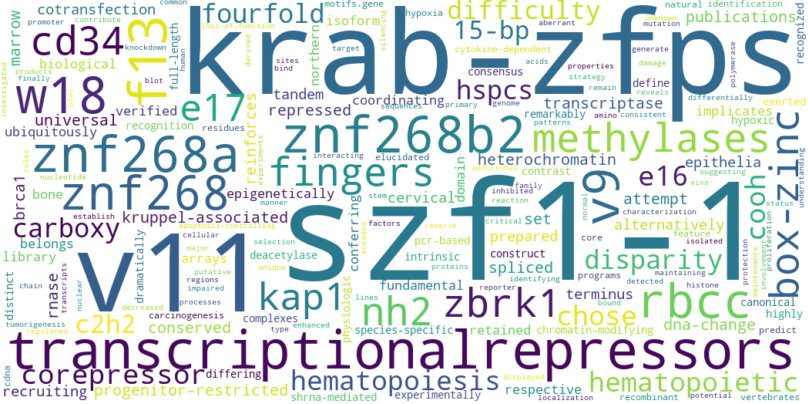 cotransfection fourfold krab-zfps difficulty natural identification
marrow cd34 f13 isoform full-length northern 15-bp publications
promoter common motifs.gene hypoxia loss-of-function
contribute knockdown cytokine-dependent aberrant unknown mutation
biological human target silencing derived recognized
w18 e17 blot tandem consensus acids properties generate damage
finally sites bind strategy remain polymerase
investigated products verified repressed coordinating define genome reveals
universal recognition reinforces hspcs transcriptase
sequences primary differentially hypoxic exerted
ubiquitously residues experiments remarkably amino consistent implicates
znf268a znf268b2 methylases box-zinc
interacting patterns elucidated heterochromatin suggesting
nucleotide epigenetically fingers contrast vivo epithelia
brca1 znf268 manner stem domain additional family
bone establish kruppel-associated cervical inhibited reaction e16 attempt status
carboxy apoptosis-controlling factors reverse critical set v9 cooh
belongs cellular major selection conferring szf1-1 characterization feature
library dramatically v11 prepared alternatively isolated
rnase arrays deacetylase construct disparity
distinct transcripts putative regions impaired unique kap1 intrinsic spliced core programs maintaining protection
chain nuclear processes fundamental detected histone canonical
tumorigenesis c2h2 carcinogenesis complexes physiologic nh2 proteins identifying terminus bound rbcc highly
regulated decreased type enhanced lines reporter zbrk1 chose dna-change predict
conserved species-specific retained chromatin-modifying
transcriptionalrepressors
corepressor differing hematopoiesis displayed respective hematopoietic
cdna recruiting progenitor-restricted shrna-mediated experimentally localization recombinant potential vertebrates